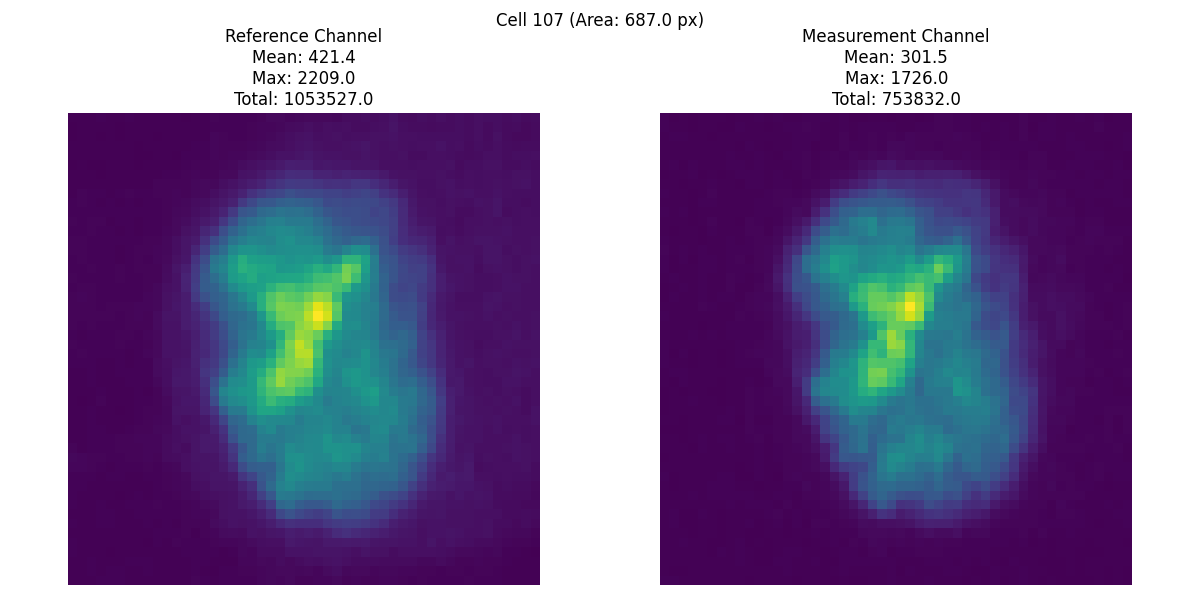 Cell 107 (Area: 687.0 px)
Reference Channel
Mean: 421.4
Max: 2209.0
Total: 1053527.0
Measurement Channel
Mean: 301.5
Max: 1726.0
Total: 753832.0